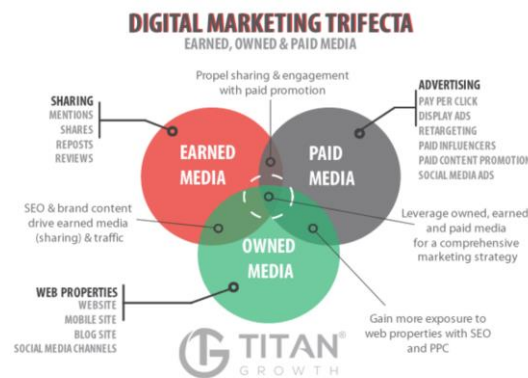 DIGITAL MARKETING TRIFECTA
EARNED, OWNED & PAID MEDIA
Propel sharing & engagement
with paid promotion
SHARING
MENTIONS
SHARES
REPOSTS
REVIEWS
ADVERTISING
PAY PER CLICK
DISPLAY ADS
RETARGETING
PAID INFLUENCERS
PAID CONTENT PROMOTION
SOCIAL MEDIA ADS
EARNED
MEDIA
PAID
MEDIA
SEO & brand content
drive earned media
(sharing) & traffic
Leverage owned, earned
and paid media
for a comprehensive
marketing strategy
OWNED
MEDIA
WEB PROPERTIES
WEBSITE
MOBILE SITE
BLOG SITE
SOCIAL MEDIA CHANNELS
Gain more exposure to
web properties with SEO
and PPC
TITAN®
GROWTH